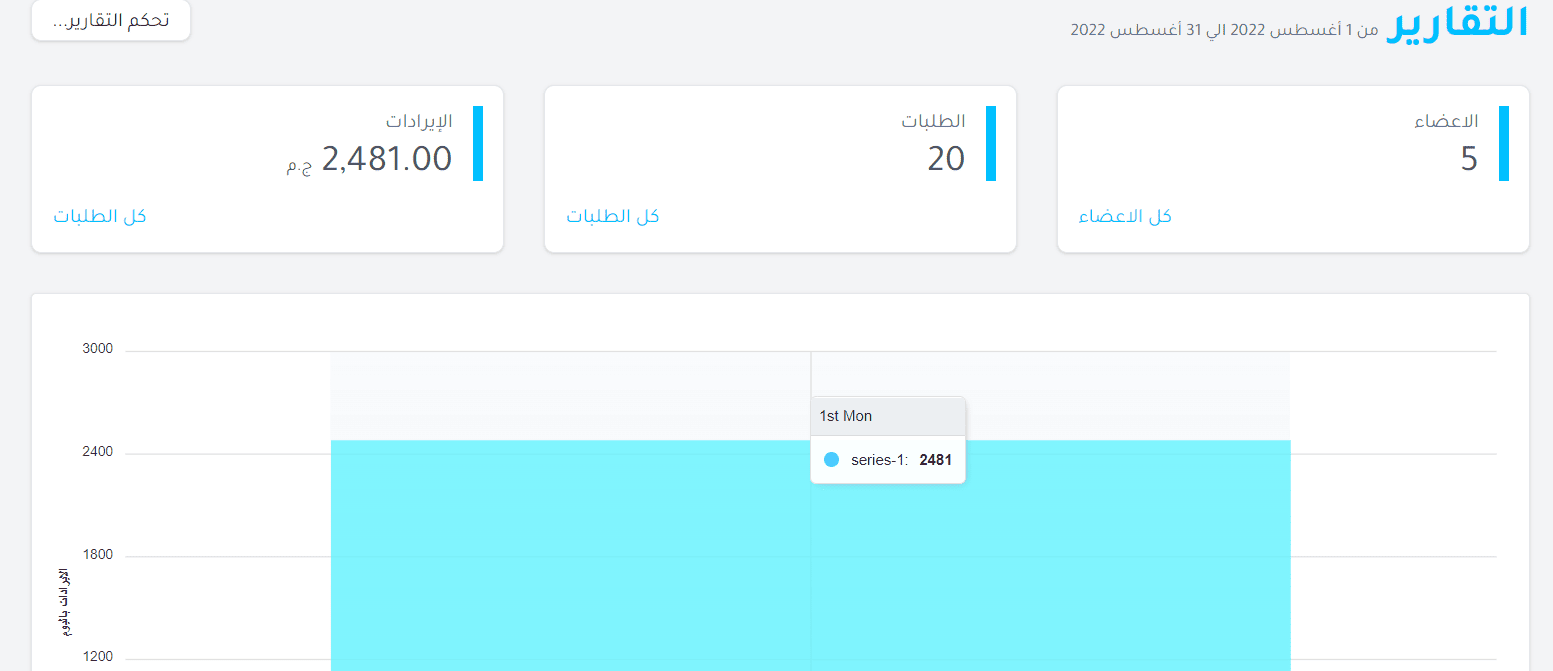 التقارير من 1 أغسطس 2022 الي 31 أغسطس 2022
تحكم التقارير...
الاعضاء
5
كل الاعضاء
الطلبات
20
كل الطلبات
الإيرادات
2,481.00 ج.م
كل الطلبات
3000
2400
1800
1200
الإيرادات باليوم
1st Mon
series-1: 2481